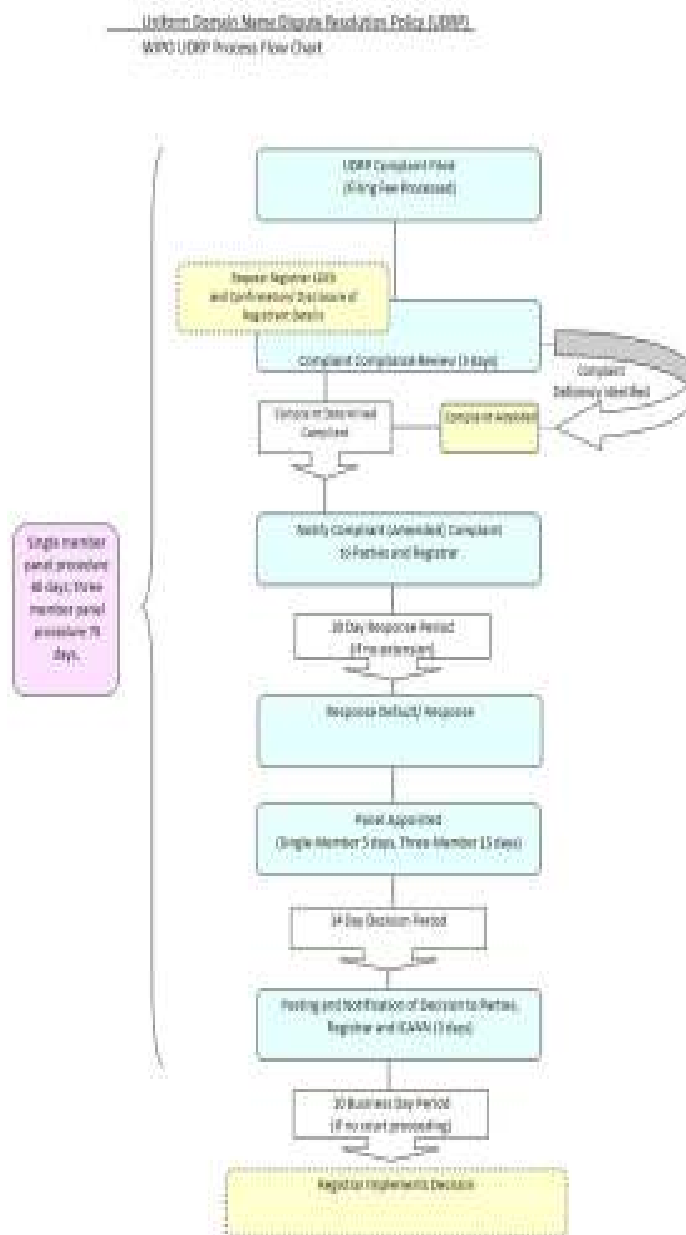 Uniform Domain Name Dispute Resolution Policy (UDRP)
WIPO UDRP Process Flow Chart
UDRP Complaint Filed
(Filing Fee Processed)
Request Registrar
and Confirmations/ Disclosure of
Registrant Details
Complaint Compliance Review (3 days)
Complaint
Deficiency Identified
Complaint Determined
Compliant
Complaint Amended
Notify Compliant (Amended) Complaint
to Parties and Registrar
Single member
panel procedure
days, three
member panel
procedure
days.
20 Day Response Period
(if no extension)
Response Default/ Response
Panel Appointed
(Single-Member 5 days, Three-Member 15 days)
14 Day Decision Period
Posting and Notification of Decision to Parties,
Registrar and ICANN (3 days)
10 Business Day Period
(if no court proceeding)
Registrar Implements Decision